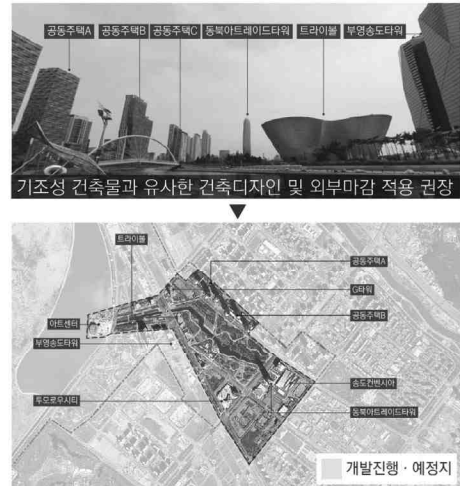 공동주택A 공동주택B 공동주택C 동북아트레이드타워 트라이볼 부영송도타워
기조성 건축물과 유사한 건축디자인 및 외부마감 적용 권장
트라이볼
공동주택A
G타워
아트센터
공동주택B
부영송도타워
송도컨벤시아
투모로우시티
동북아트레이드타워
개발진행 · 예정지